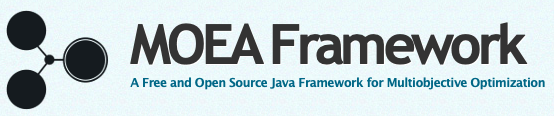 MOEA Framework
A Free and Open Source Java Framework for Multiobjective Optimization